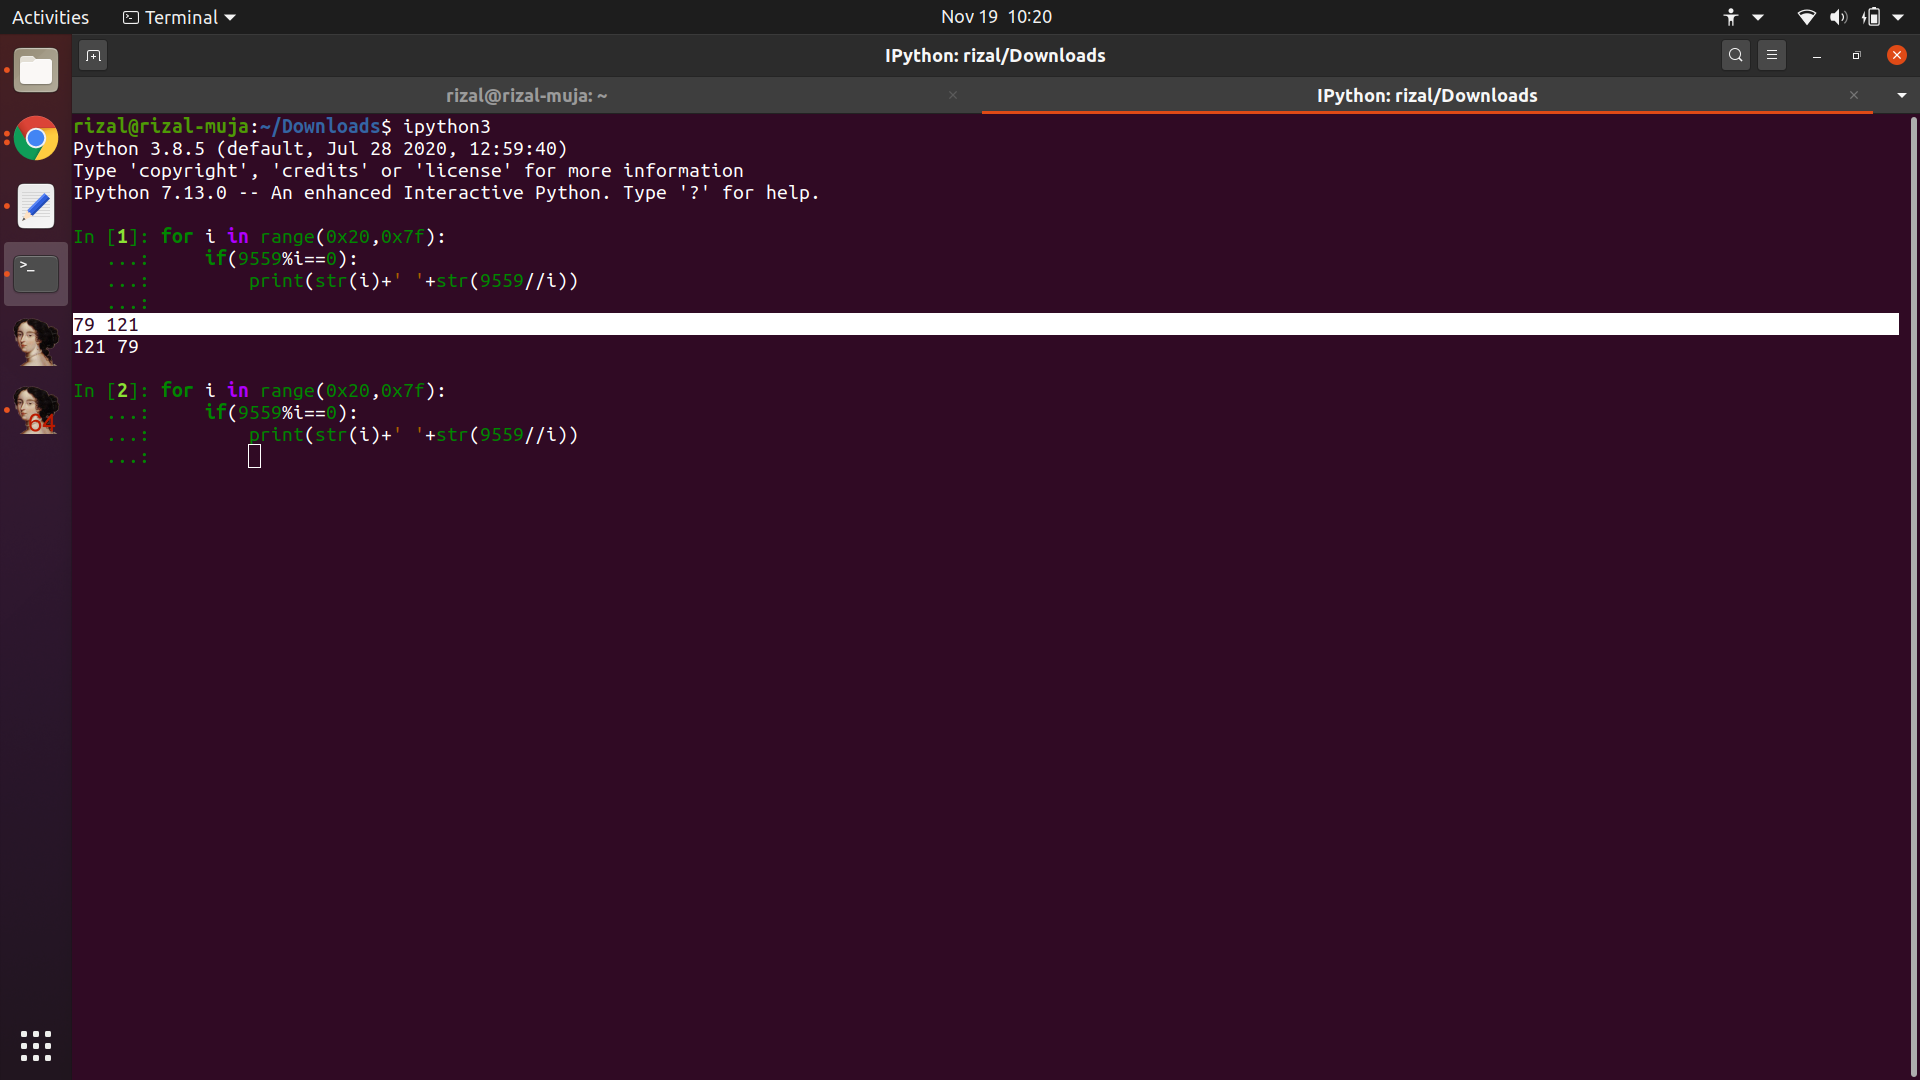 Activities Terminal Nov 19 10:20
IPython: rizal/Downloads
rizal@rizal-muja: ~ IPython: rizal/Downloads
rizal@rizal-muja:~/Downloads$ ipython3
Python 3.8.5 (default, Jul 28 2020, 12:59:40)
Type 'copyright', 'credits' or 'license' for more information
IPython 7.13.0 -- An enhanced Interactive Python. Type '?' for help.
In [1]: for i in range(0x20,0x7f):
   ...:     if(9559%i==0):
   ...:         print(str(i)+' '+str(9559//i))
   ...:
79 121
121 79
In [2]: for i in range(0x20,0x7f):
   ...:     if(9559%i==0):
   ...:         print(str(i)+' '+str(9559//i))
   ...:
64